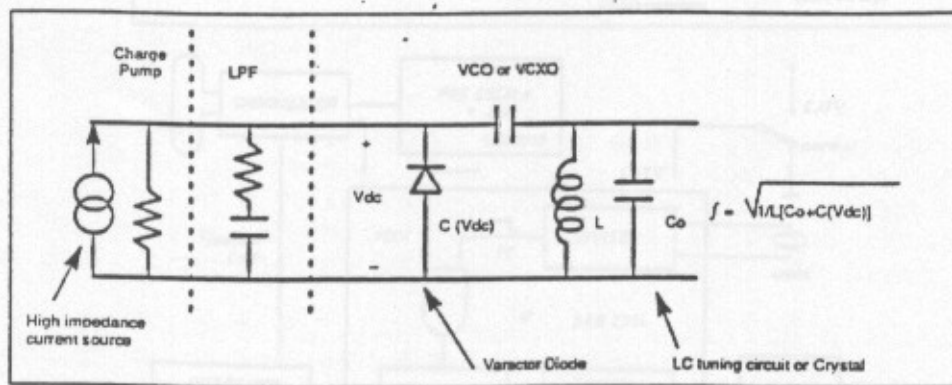 Charge
Pump
LPF
VCO or VCXO
+
Vdc
C (Vdc)
−
L
Co
f = √1/L[Co+C(Vdc)]
High impedance
current source
Varactor Diode
LC tuning circuit or Crystal